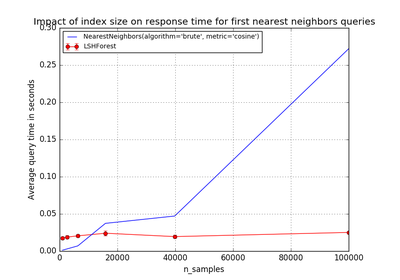 Impact of index size on response time for first nearest neighbors queries
0.30
NearestNeighbors(algorithm='brute', metric='cosine')
LSHForest
0.25
0.20
0.15
0.10
0.05
0.00
Average query time in seconds
0
20000
40000
60000
80000
100000
n_samples